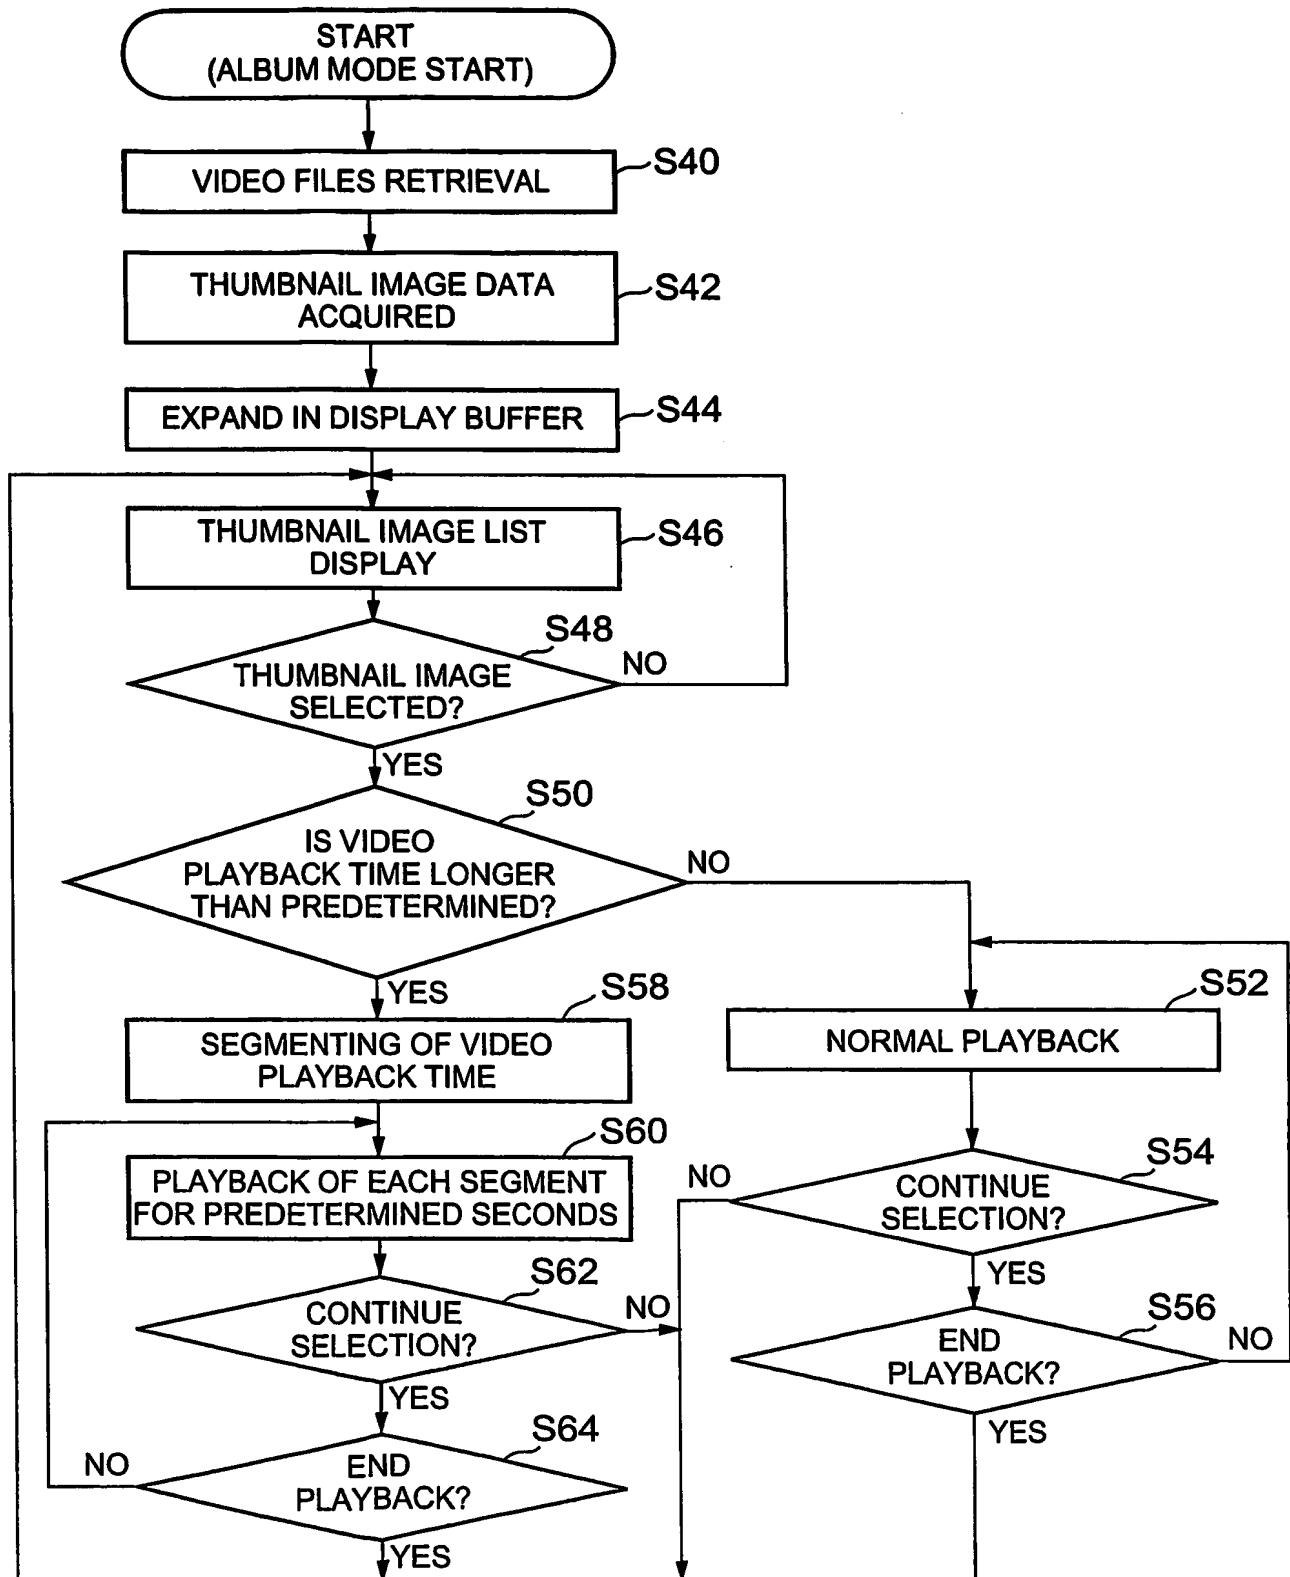 START
(ALBUM MODE START)
S40
VIDEO FILES RETRIEVAL
S42
THUMBNAIL IMAGE DATA
ACQUIRED
S44
EXPAND IN DISPLAY BUFFER
S46
THUMBNAIL IMAGE LIST
DISPLAY
S48
NO
THUMBNAIL IMAGE
SELECTED?
YES
S50
IS VIDEO
PLAYBACK TIME LONGER
THAN PREDETERMINED?
NO
YES
S58
SEGMENTING OF VIDEO
PLAYBACK TIME
S52
NORMAL PLAYBACK
S60
PLAYBACK OF EACH SEGMENT
FOR PREDETERMINED SECONDS
S54
NO
CONTINUE
SELECTION?
YES
S62
CONTINUE
SELECTION?
NO
YES
S56
END
PLAYBACK?
NO
YES
S64
NO
END
PLAYBACK?
YES